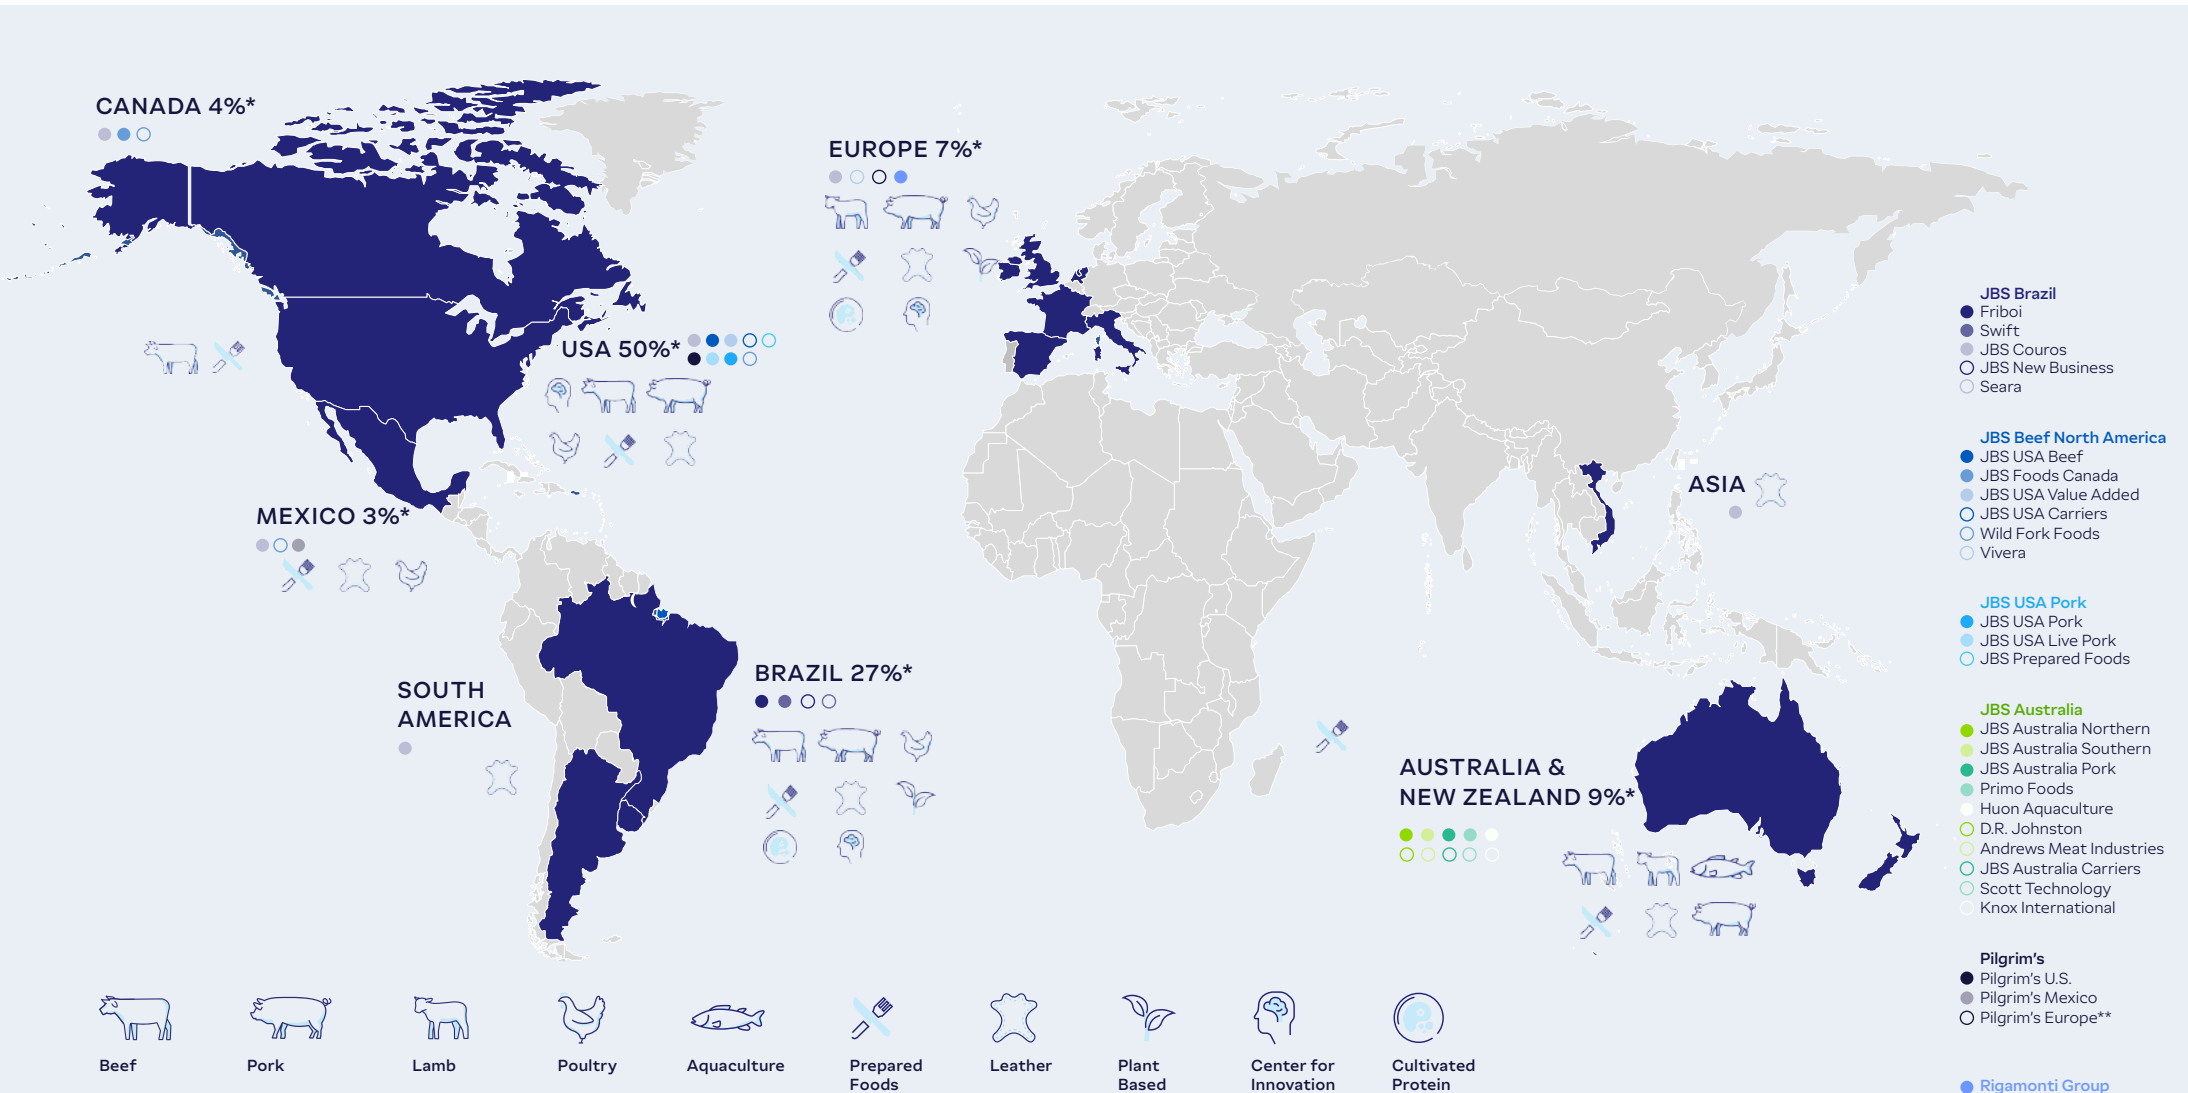 CANADA 4%*
EUROPE 7%*
USA 50%*
MEXICO 3%*
SOUTH
AMERICA
BRAZIL 27%*
ASIA
AUSTRALIA &
NEW ZEALAND 9%*
JBS Brazil
Friboi
Swift
JBS Couros
JBS New Business
Seara
JBS Beef North America
JBS USA Beef
JBS Foods Canada
JBS USA Value Added
JBS USA Carriers
Wild Fork Foods
Vivera
JBS USA Pork
JBS USA Pork
JBS USA Live Pork
JBS Prepared Foods
JBS Australia
JBS Australia Northern
JBS Australia Southern
JBS Australia Pork
Primo Foods
Huon Aquaculture
D.R. Johnston
Andrews Meat Industries
JBS Australia Carriers
Scott Technology
Knox International
Pilgrim's
Pilgrim's U.S.
Pilgrim's Mexico
Pilgrim's Europe**
Rigamonti Group
Beef
Pork
Lamb
Poultry
Aquaculture
Prepared
Foods
Leather
Plant
Based
Center for
Innovation
Cultivated
Protein